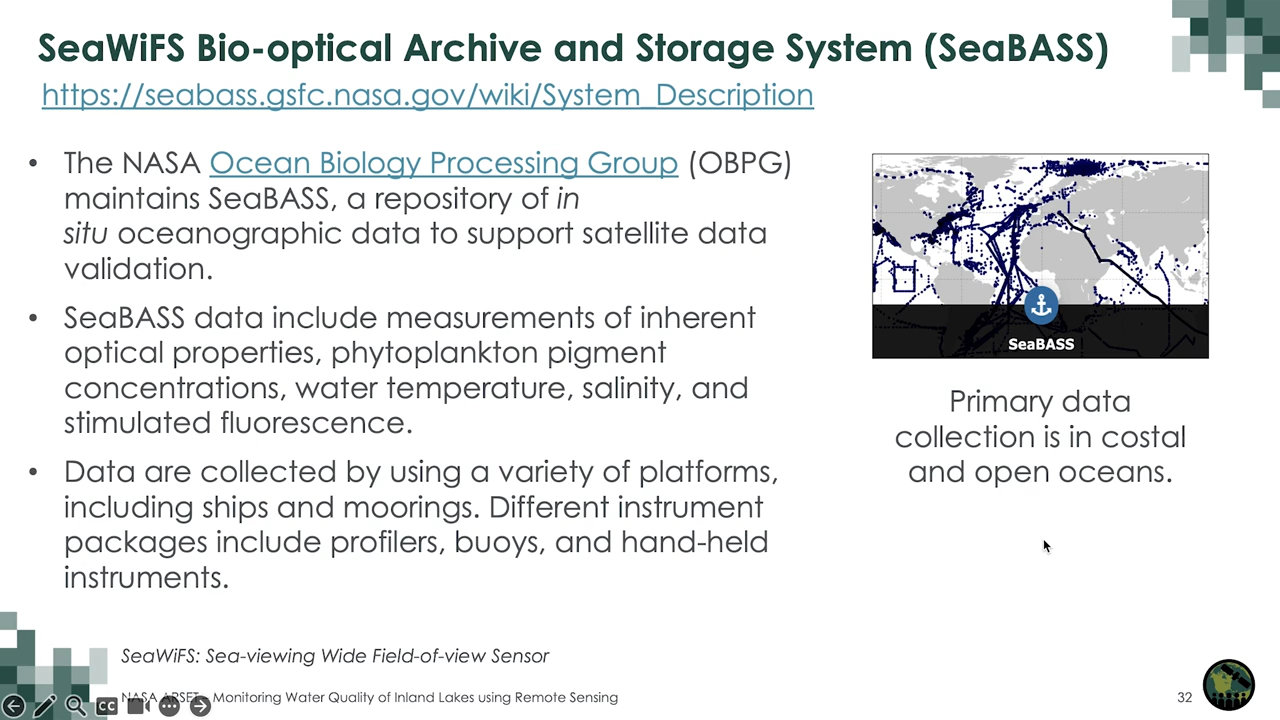 SeaWiFS Bio-optical Archive and Storage System (SeaBASS)
https://seabass.gsfc.nasa.gov/wiki/System_Description
• The NASA Ocean Biology Processing Group (OBPG)
maintains SeaBASS, a repository of in
situ oceanographic data to support satellite data
validation.
• SeaBASS data include measurements of inherent
optical properties, phytoplankton pigment
concentrations, water temperature, salinity, and
stimulated fluorescence.
• Data are collected by using a variety of platforms,
including ships and moorings. Different instrument
packages include profilers, buoys, and hand-held
instruments.
SeaBASS
Primary data
collection is in costal
and open oceans.
SeaWiFS: Sea-viewing Wide Field-of-view Sensor
CC
NASA ARSET – Monitoring Water Quality of Inland Lakes using Remote Sensing
32